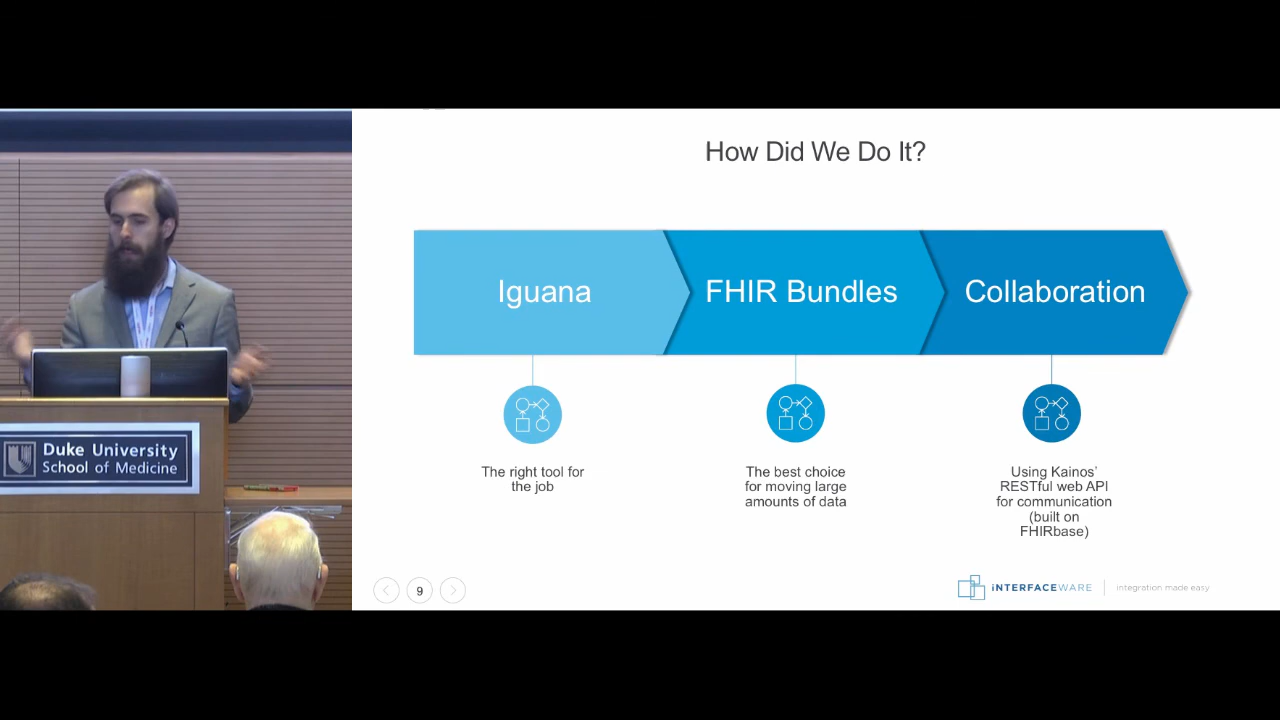 How Did We Do It?
Iguana
FHIR Bundles
Collaboration
The right tool for
the job
The best choice
for moving large
amounts of data
Using Kainos'
RESTful web API
for communication
(built on
FHIRbase)
Duke University
School of Medicine
9
iNTERFACEWARE
integration made easy